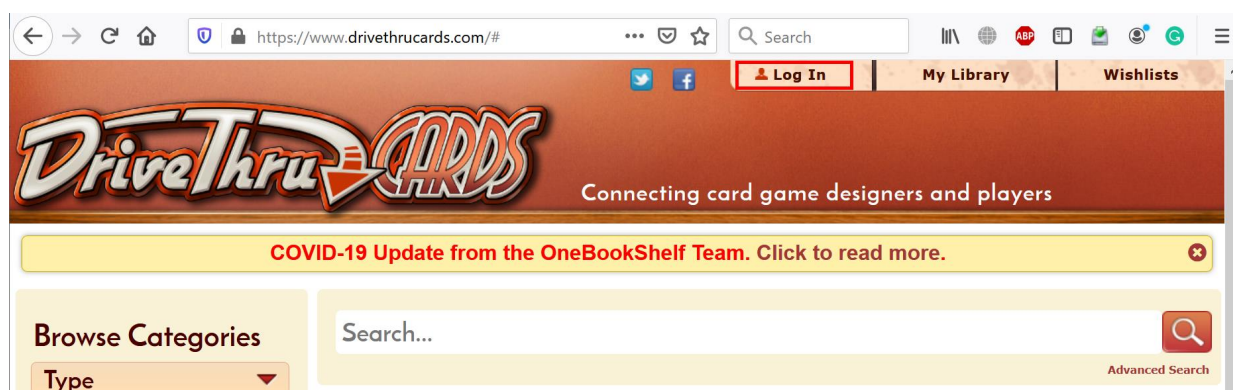 https://www.drivethrucards.com/#
Search
ABP
Log In
My Library
Wishlists
DriveThru CARDS
Connecting card game designers and players
COVID-19 Update from the OneBookShelf Team. Click to read more.
Browse Categories
Search...
Advanced Search
Type